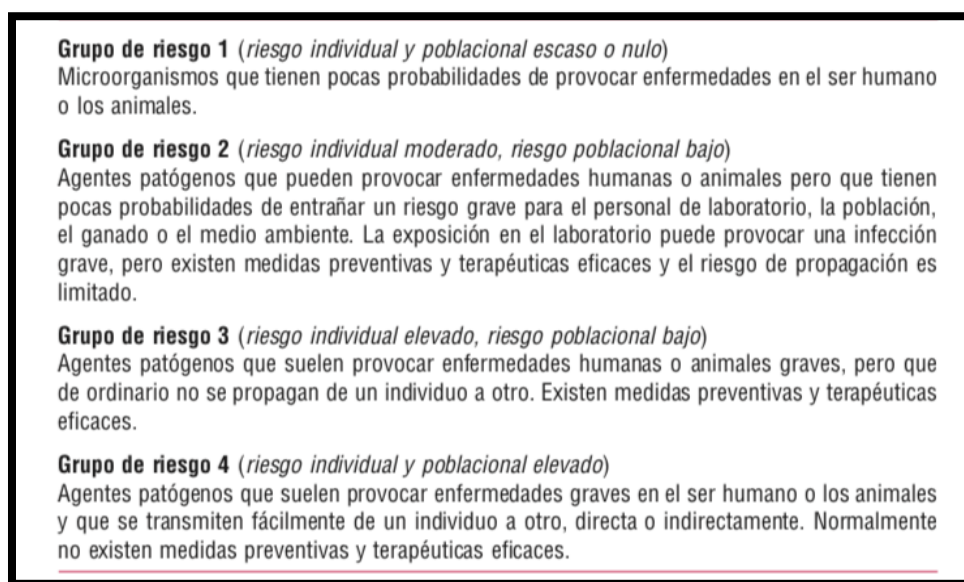 Grupo de riesgo 1 (riesgo individual y poblacional escaso o nulo)
Microorganismos que tienen pocas probabilidades de provocar enfermedades en el ser humano
o los animales.
Grupo de riesgo 2 (riesgo individual moderado, riesgo poblacional bajo)
Agentes patógenos que pueden provocar enfermedades humanas o animales pero que tienen
pocas probabilidades de entrañar un riesgo grave para el personal de laboratorio, la población,
el ganado o el medio ambiente. La exposición en el laboratorio puede provocar una infección
grave, pero existen medidas preventivas y terapéuticas eficaces y el riesgo de propagación es
limitado.
Grupo de riesgo 3 (riesgo individual elevado, riesgo poblacional bajo)
Agentes patógenos que suelen provocar enfermedades humanas o animales graves, pero que
de ordinario no se propagan de un individuo a otro. Existen medidas preventivas y terapéuticas
eficaces.
Grupo de riesgo 4 (riesgo individual y poblacional elevado)
Agentes patógenos que suelen provocar enfermedades graves en el ser humano o los animales
y que se transmiten fácilmente de un individuo a otro, directa o indirectamente. Normalmente
no existen medidas preventivas y terapéuticas eficaces.